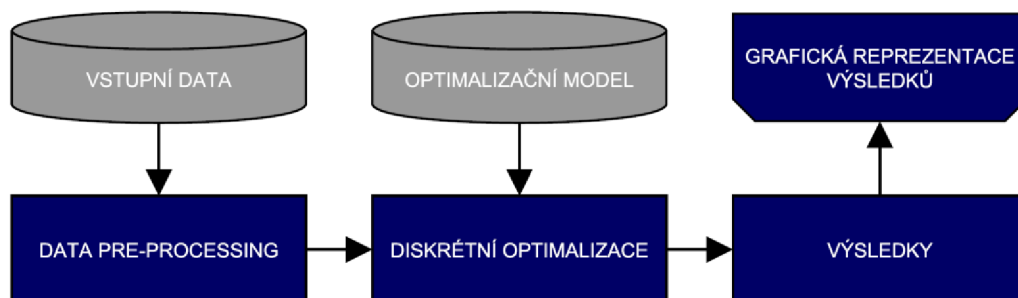 VSTUPNÍ DATA
OPTIMALIZAČNÍ MODEL
GRAFICKÁ REPREZENTACE
VÝSLEDKŮ
DATA PRE-PROCESSING
DISKRÉTNÍ OPTIMALIZACE
VÝSLEDKY